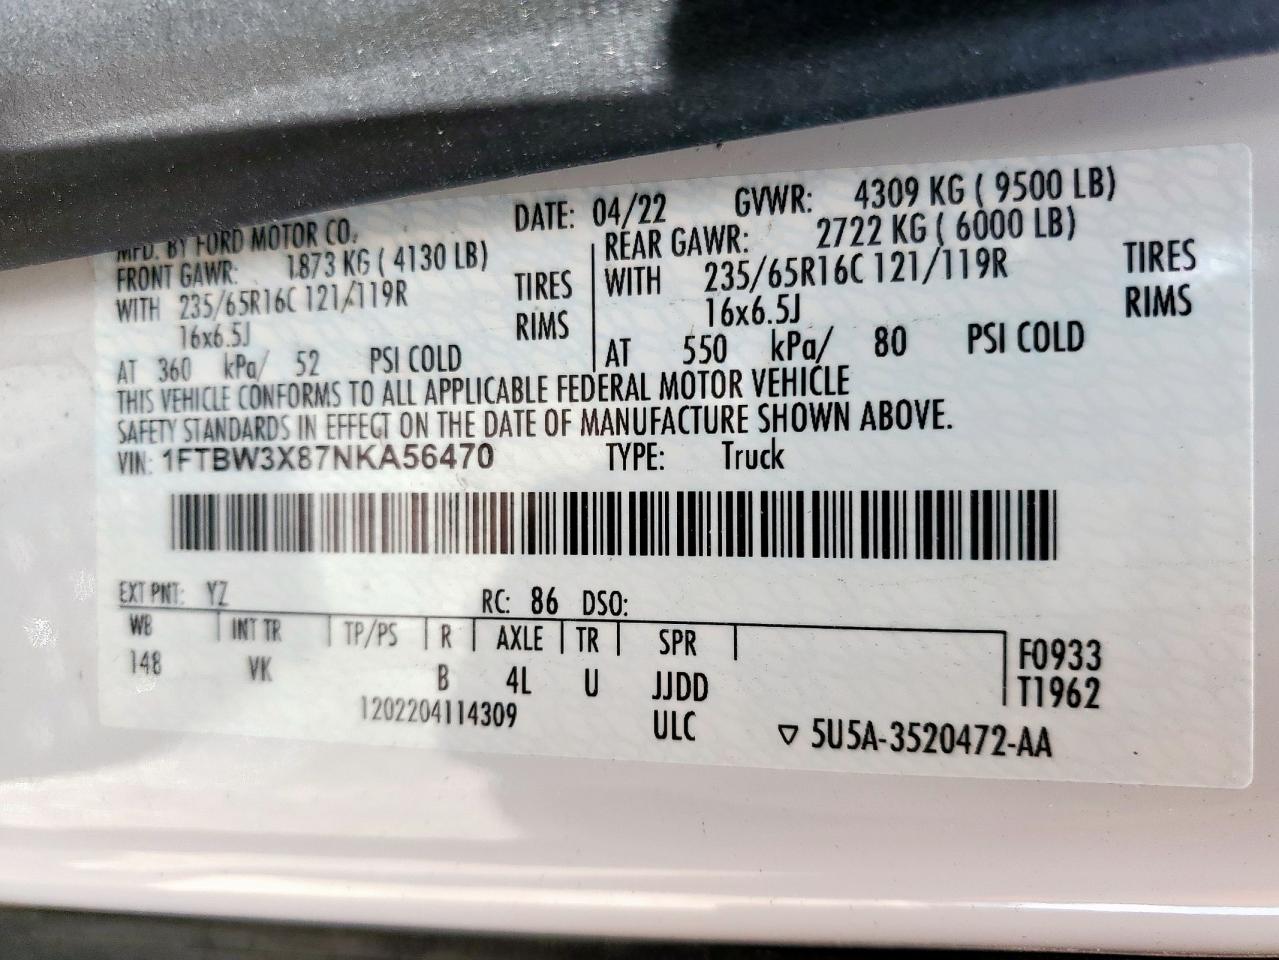 MFD. BY FORD MOTOR CO. DATE: 04/22 GVWR: 4309 KG ( 9500 LB)
FRONT GAWR: 1873 KG ( 4130 LB) REAR GAWR: 2722 KG ( 6000 LB)
WITH 235/65R16C 121/119R TIRES WITH 235/65R16C 121/119R TIRES
16x6.5J RIMS 16x6.5J RIMS
AT 360 kPa/ 52 PSI COLD AT 550 kPa/ 80 PSI COLD
THIS VEHICLE CONFORMS TO ALL APPLICABLE FEDERAL MOTOR VEHICLE
SAFETY STANDARDS IN EFFECT ON THE DATE OF MANUFACTURE SHOWN ABOVE.
VIN: 1FTBW3X87NKA56470 TYPE: Truck
EXT PNT: YZ RC: 86 DSO:
WB INT TR TP/PS R AXLE TR SPR F0933
148 VK B 4L U JJDD T1962
1202204114309 ULC ▽ 5U5A-3520472-AA